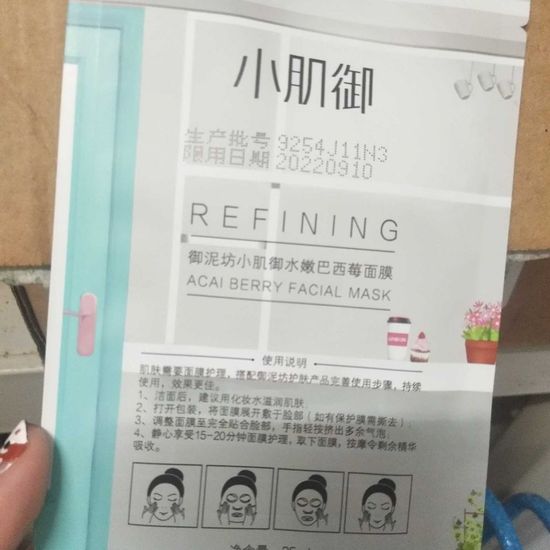 小肌御
生产批号 9254J11N3
限用日期 20220910
REFINING
御泥坊小肌御水嫩巴西莓面膜
ACAI BERRY FACIAL MASK
使用说明
肌肤需要面膜护理，搭配御泥坊护肤产品完善使用步骤，持续
使用，效果更佳。
1、洁面后，建议用化妆水滋润肌肤；
2、打开包装，将面膜展开敷于脸部（如有保护膜需撕去）；
3、调整面膜至完全贴合脸部，手指轻按挤出多余气泡；
4、静心享受15-20分钟面膜护理，取下面膜，按摩令剩余精华
吸收。